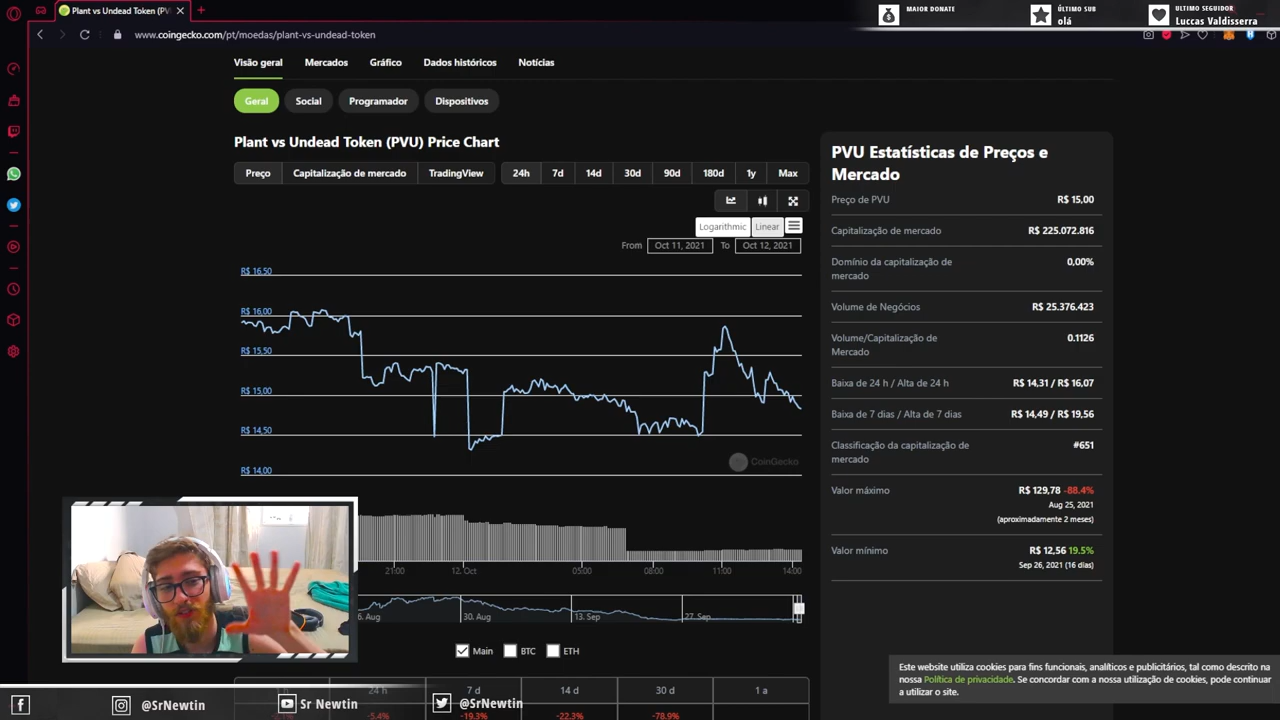 Plant vs Undead Token (PV
MAIOR DONATE
ÚLTIMO SUB
olá
ULTIMO SEGUIDOR
Luccas Valdisserra
www.coingecko.com/pt/moedas/plant-vs-undead-token
Visão geral
Mercados
Gráfico
Dados históricos
Notícias
Geral
Social
Programador
Dispositivos
Plant vs Undead Token (PVU) Price Chart
Preço
Capitalização de mercado
TradingView
24h
7d
14d
30d
90d
180d
1y
Max
Logarithmic
Linear
From
Oct 11, 2021
To
Oct 12, 2021
R$ 16,50
R$ 16,00
R$ 15,50
R$ 15,00
R$ 14,50
R$ 14,00
CoinGecko
21:00
12. Oct
05:00
08:00
11:00
14:00
6. Aug
30. Aug
13. Sep
27. Sep
Main
BTC
ETH
24 h
7 d
14 d
30 d
1 a
-5.4%
-19.3%
-22.3%
-78.9%
PVU Estatísticas de Preços e
Mercado
Preço de PVU
R$ 15,00
Capitalização de mercado
R$ 225.072.816
Domínio da capitalização de
mercado
0,00%
Volume de Negócios
R$ 25.376.423
Volume/Capitalização de
Mercado
0.1126
Baixa de 24 h / Alta de 24 h
R$ 14,31 / R$ 16,07
Baixa de 7 dias / Alta de 7 dias
R$ 14,49 / R$ 19,56
Classificação da capitalização de
mercado
#651
Valor máximo
R$ 129,78 -88.4%
Aug 25, 2021
(aproximadamente 2 meses)
Valor mínimo
R$ 12,56 19.5%
Sep 26, 2021 (16 dias)
Este website utiliza cookies para fins funcionais, analíticos e publicitários, tal como descrito na
nossa Política de privacidade. Se concordar com a nossa utilização de cookies, pode continuar
a utilizar o site.
@SrNewtin
Sr Newtin
@SrNewtin